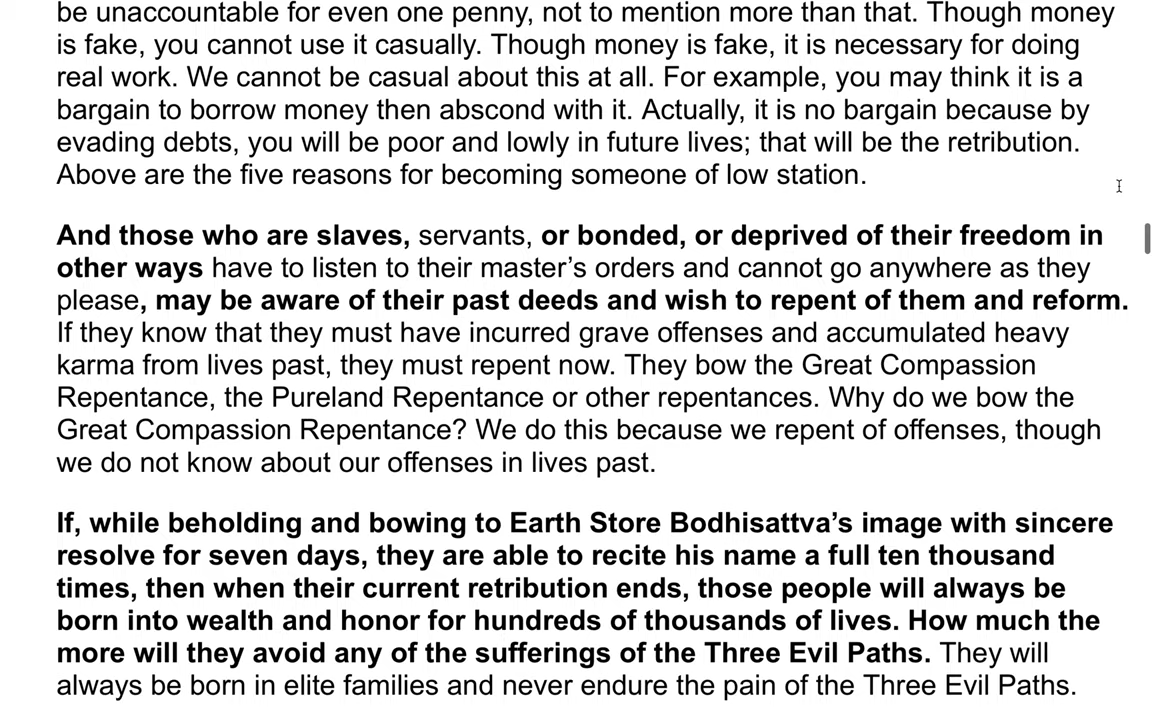 be unaccountable for even one penny, not to mention more than that. Though money
is fake, you cannot use it casually. Though money is fake, it is necessary for doing
real work. We cannot be casual about this at all. For example, you may think it is a
bargain to borrow money then abscond with it. Actually, it is no bargain because by
evading debts, you will be poor and lowly in future lives; that will be the retribution.
Above are the five reasons for becoming someone of low station.
And those who are slaves, servants, or bonded, or deprived of their freedom in
other ways have to listen to their master’s orders and cannot go anywhere as they
please, may be aware of their past deeds and wish to repent of them and reform.
If they know that they must have incurred grave offenses and accumulated heavy
karma from lives past, they must repent now. They bow the Great Compassion
Repentance, the Pureland Repentance or other repentances. Why do we bow the
Great Compassion Repentance? We do this because we repent of offenses, though
we do not know about our offenses in lives past.
If, while beholding and bowing to Earth Store Bodhisattva’s image with sincere
resolve for seven days, they are able to recite his name a full ten thousand
times, then when their current retribution ends, those people will always be
born into wealth and honor for hundreds of thousands of lives. How much the
more will they avoid any of the sufferings of the Three Evil Paths. They will
always be born in elite families and never endure the pain of the Three Evil Paths.